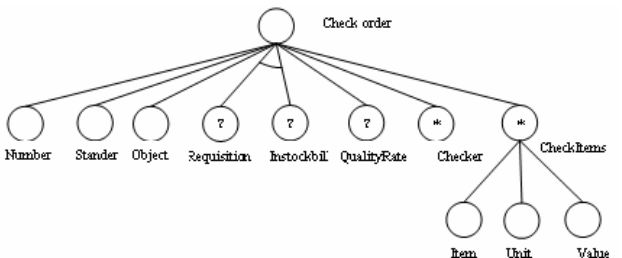 Check order
? ? ? * *
Number Stander Object Requisition Instockbill QualityRate Checker CheckItems
Item Unit Value